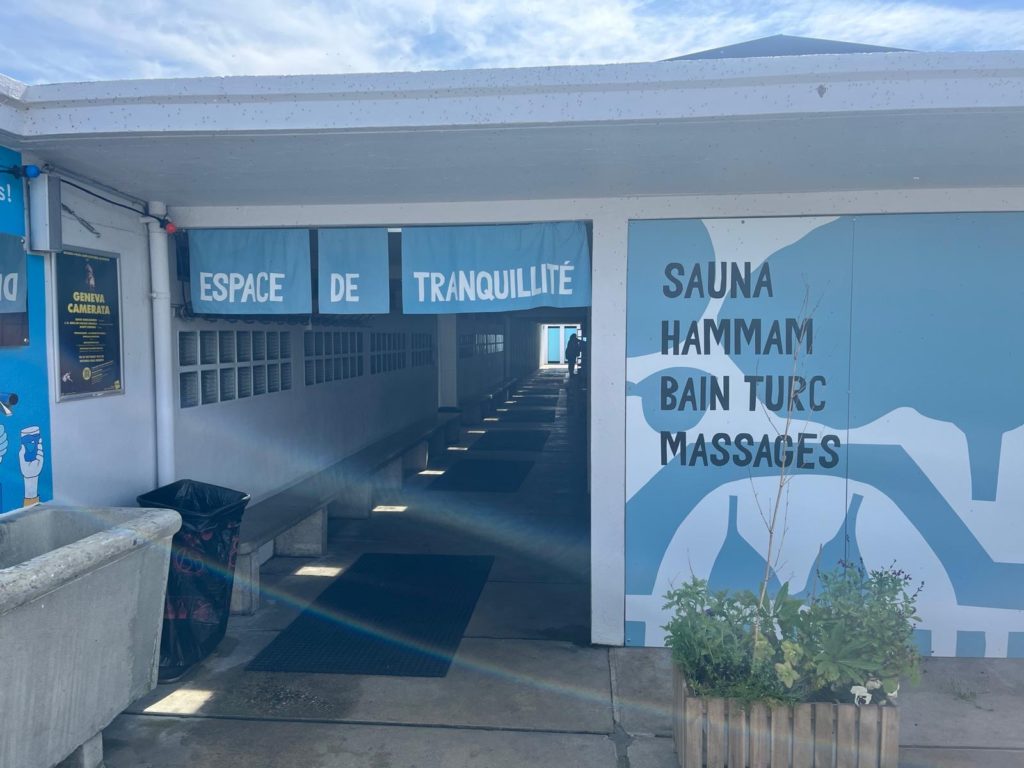 s!
GENEVA
CAMERATA
ESPACE DE TRANQUILLITÉ
SAUNA
HAMMAM
BAIN TURC
MASSAGES